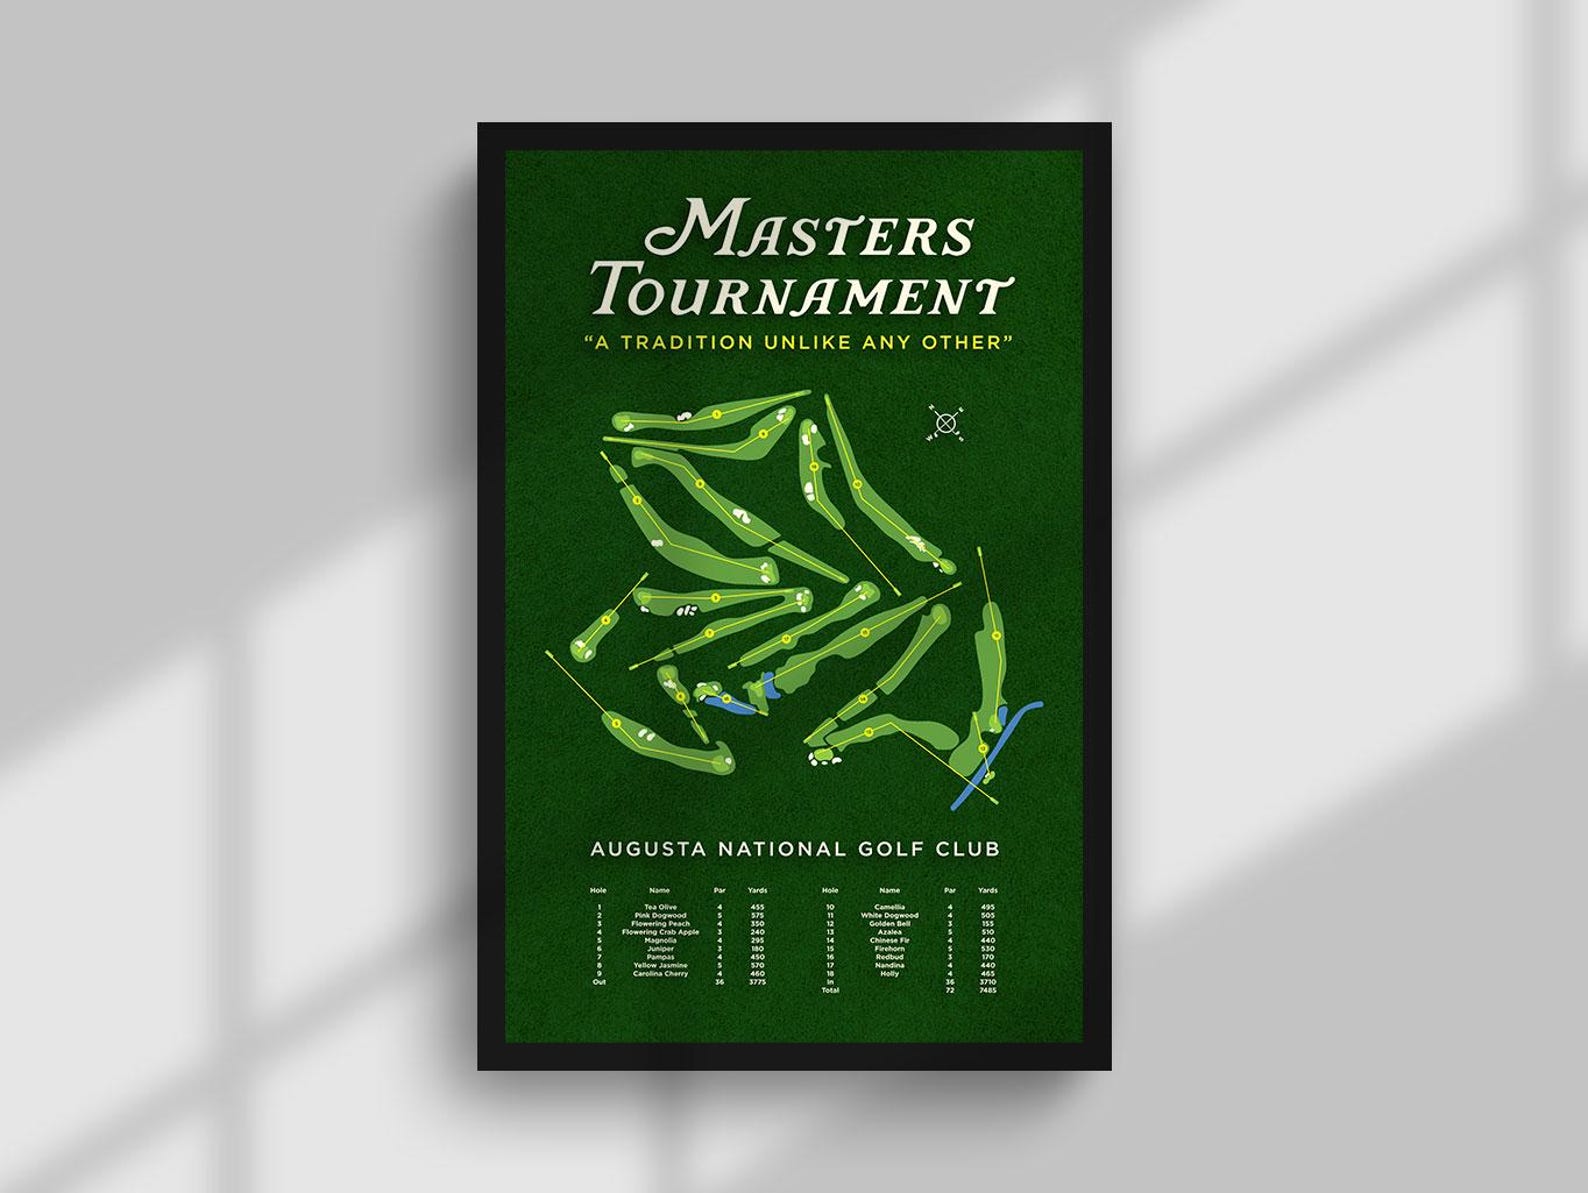 MASTERS
TOURNAMENT
“A TRADITION UNLIKE ANY OTHER”
N E
W S
AUGUSTA NATIONAL GOLF CLUB
Hole Name Par Yards Hole Name Par Yards
1 Tea Olive 4 455 10 Camellia 4 495
2 Pink Dogwood 5 575 11 White Dogwood 4 505
3 Flowering Peach 4 350 12 Golden Bell 3 155
4 Flowering Crab Apple 3 240 13 Azalea 5 510
5 Magnolia 4 295 14 Chinese Fir 4 440
6 Juniper 3 180 15 Firehorn 5 530
7 Pampas 4 450 16 Redbud 3 170
8 Yellow Jasmine 5 570 17 Nandina 4 440
9 Carolina Cherry 4 460 18 Holly 4 465
Out 36 3775 In 36 3710
Total 72 7485